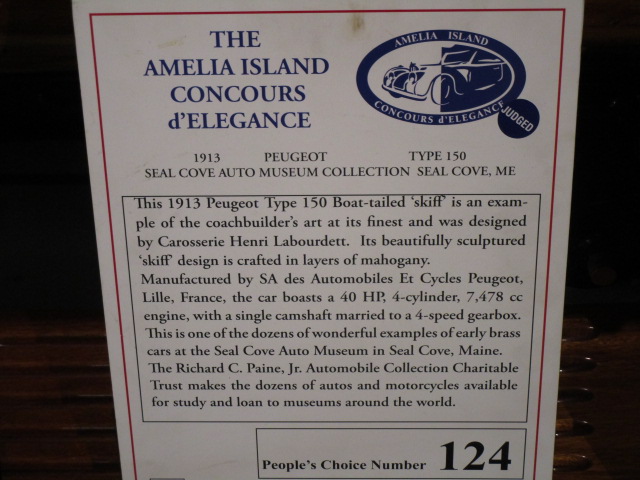 THE
AMELIA ISLAND
CONCOURS
d'ELEGANCE
AMELIA ISLAND
CONCOURS d'ELEGANCE
JUDGED
1913 PEUGEOT TYPE 150
SEAL COVE AUTO MUSEUM COLLECTION SEAL COVE, ME
This 1913 Peugeot Type 150 Boat-tailed 'skiff' is an exam-
ple of the coachbuilder's art at its finest and was designed
by Carosserie Henri Labourdett. Its beautifully sculptured
'skiff' design is crafted in layers of mahogany.
Manufactured by SA des Automobiles Et Cycles Peugeot,
Lille, France, the car boasts a 40 HP, 4-cylinder, 7,478 cc
engine, with a single camshaft married to a 4-speed gearbox.
This is one of the dozens of wonderful examples of early brass
cars at the Seal Cove Auto Museum in Seal Cove, Maine.
The Richard C. Paine, Jr. Automobile Collection Charitable
Trust makes the dozens of autos and motorcycles available
for study and loan to museums around the world.
People's Choice Number 124